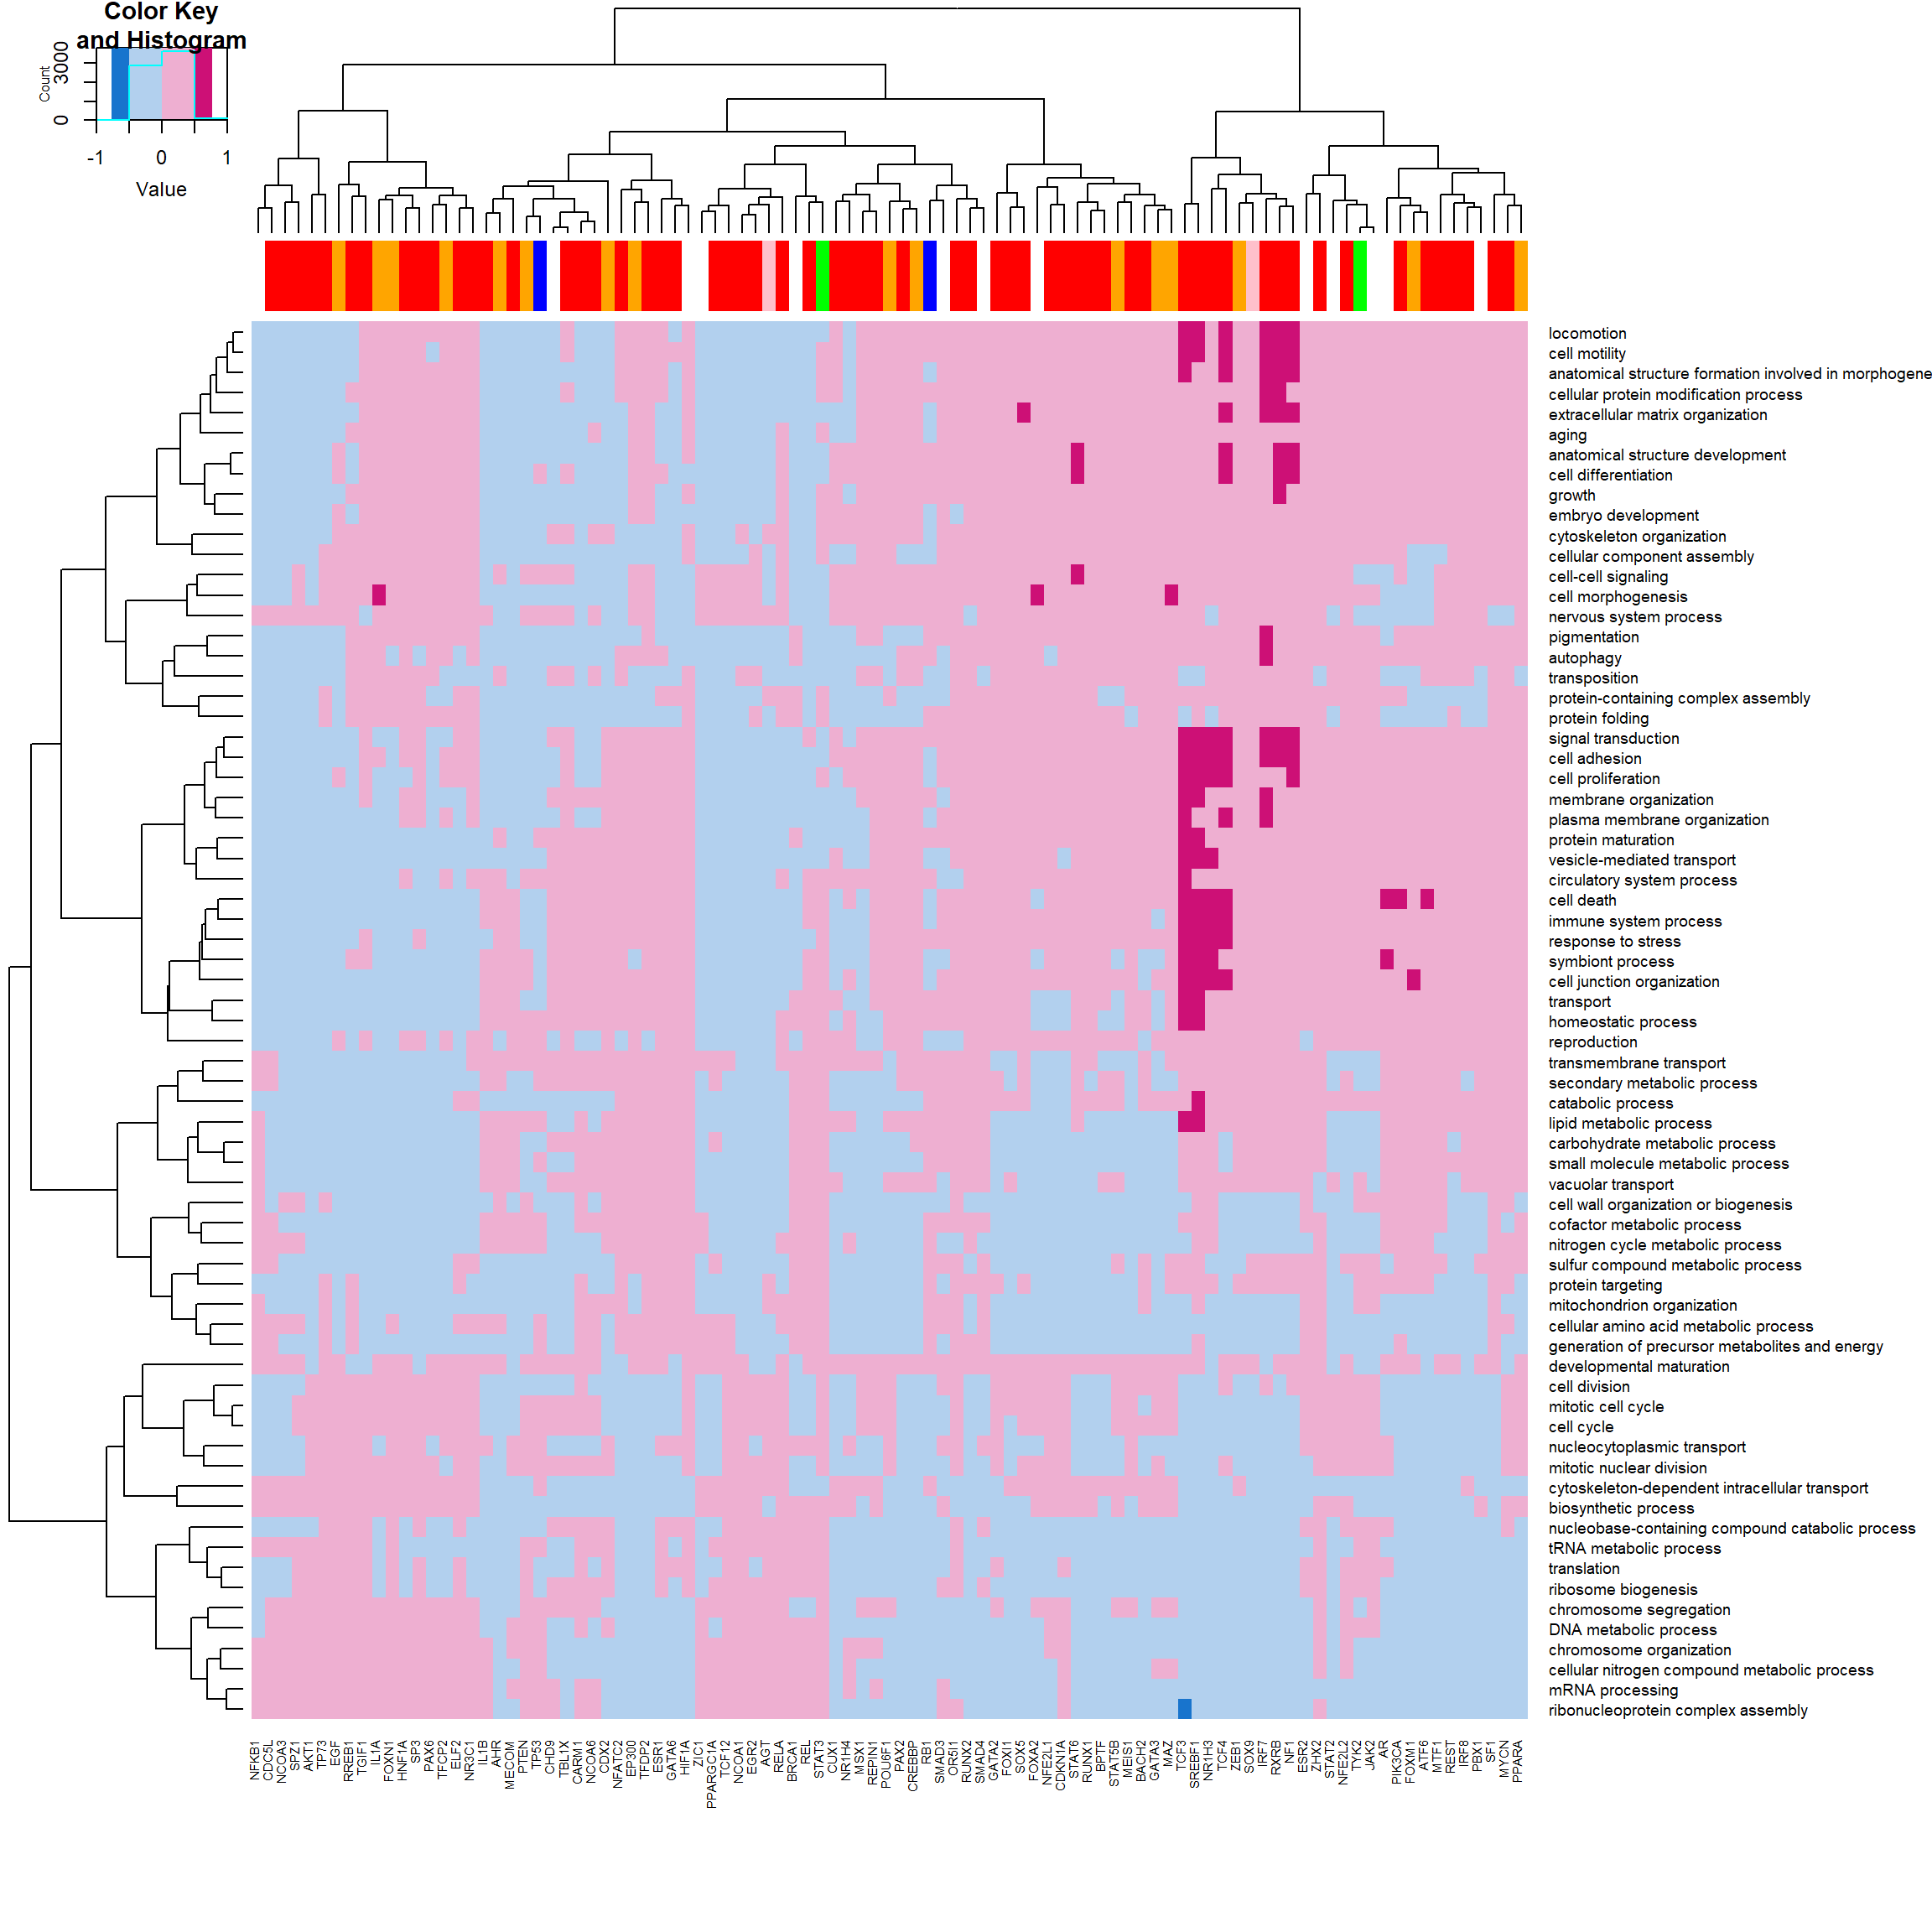 Color Key
and Histogram
Count
0
3000
-1
0
1
Value
locomotion
cell motility
anatomical structure formation involved in morphogene
cellular protein modification process
extracellular matrix organization
aging
anatomical structure development
cell differentiation
growth
embryo development
cytoskeleton organization
cellular component assembly
cell-cell signaling
cell morphogenesis
nervous system process
pigmentation
autophagy
transposition
protein-containing complex assembly
protein folding
signal transduction
cell adhesion
cell proliferation
membrane organization
plasma membrane organization
protein maturation
vesicle-mediated transport
circulatory system process
cell death
immune system process
response to stress
symbiont process
cell junction organization
transport
homeostatic process
reproduction
transmembrane transport
secondary metabolic process
catabolic process
lipid metabolic process
carbohydrate metabolic process
small molecule metabolic process
vacuolar transport
cell wall organization or biogenesis
cofactor metabolic process
nitrogen cycle metabolic process
sulfur compound metabolic process
protein targeting
mitochondrion organization
cellular amino acid metabolic process
generation of precursor metabolites and energy
developmental maturation
cell division
mitotic cell cycle
cell cycle
nucleocytoplasmic transport
mitotic nuclear division
cytoskeleton-dependent intracellular transport
biosynthetic process
nucleobase-containing compound catabolic process
tRNA metabolic process
translation
ribosome biogenesis
chromosome segregation
DNA metabolic process
chromosome organization
cellular nitrogen compound metabolic process
mRNA processing
ribonucleoprotein complex assembly
NFKB1
CDC5L
NCOA3
SPZ1
AKT1
TP73
EGF
RREB1
TGIF1
IL1A
FOXN1
HNF1A
SP3
PAX6
TFCP2
ELF2
NR3C1
IL1B
AHR
MECOM
PTEN
TP53
CHD9
TBL1X
CARM1
NCOA6
CDX2
NFATC2
EP300
TFDP2
ESR1
GATA6
HIF1A
ZIC1
PPARGC1A
TCF12
NCOA1
EGR2
AGT
RELA
BRCA1
REL
STAT3
CUX1
NR1H4
MSX1
REPIN1
POU6F1
PAX2
CREBBP
RB1
SMAD3
OR5I1
RUNX2
SMAD4
GATA2
FOXI1
SOX5
FOXA2
NFE2L1
CDKN1A
STAT6
RUNX1
BPTF
STAT5B
MEIS1
BACH2
GATA3
MAZ
TCF3
SREBF1
NR1H3
TCF4
ZEB1
SOX9
IRF7
RXRB
NF1
ESR2
ZHX2
STAT2
NFE2L2
TYK2
JAK2
AR
PIK3CA
FOXM1
ATF6
MTF1
REST
IRF8
PBX1
SF1
MYCN
PPARA